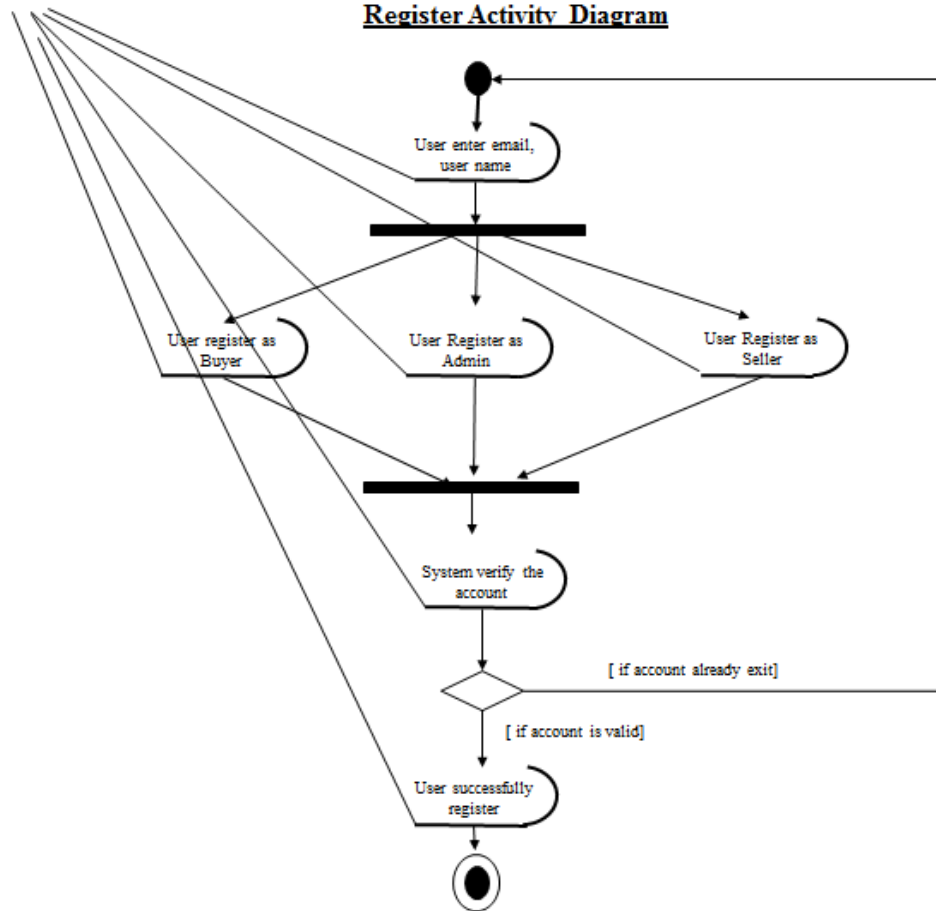 Register Activity Diagram
User enter email,
user name
User register as
Buyer
User Register as
Admin
User Register as
Seller
System verify the
account
[ if account already exit]
[ if account is valid]
User successfully
register